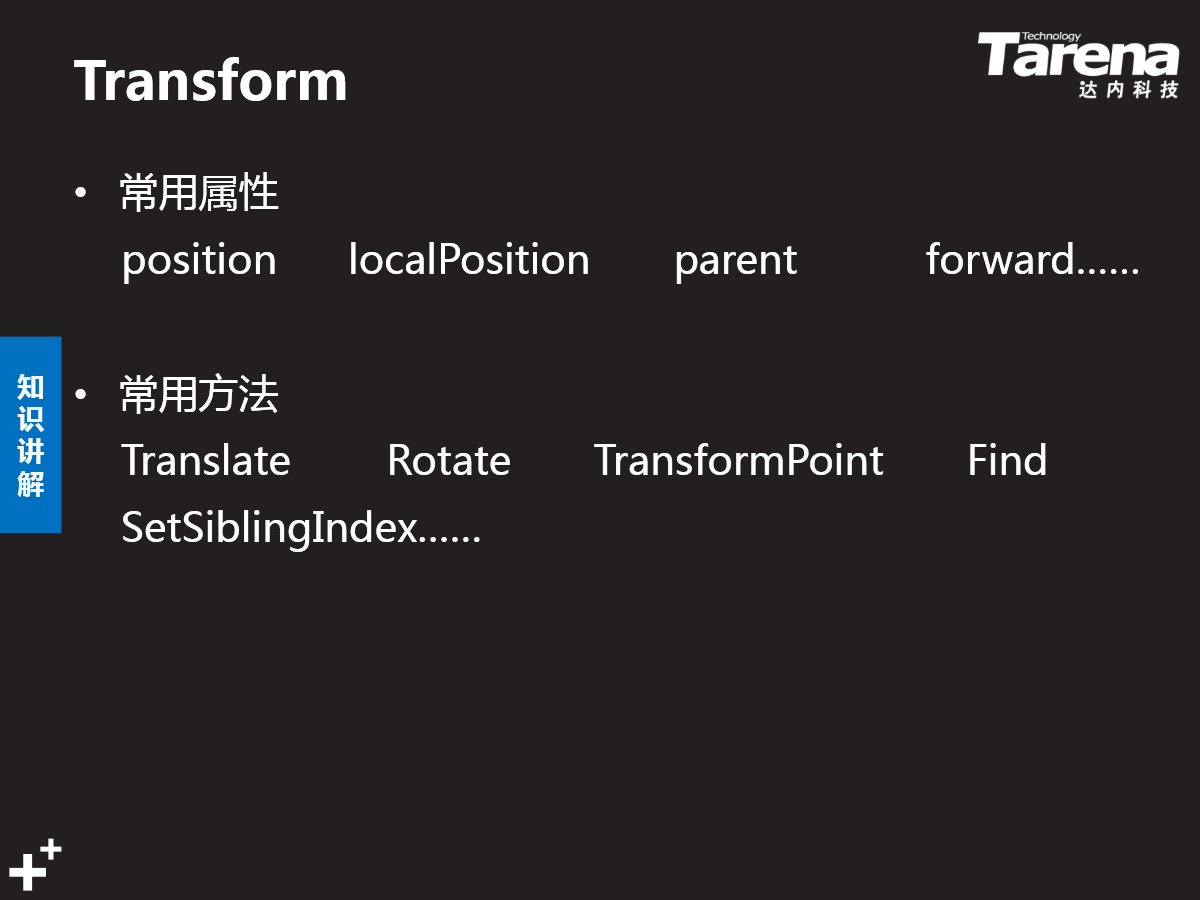 Transform
Technology
Tarena
达内科技
• 常用属性
position localPosition parent forward……
知识讲解
• 常用方法
Translate Rotate TransformPoint Find
SetSiblingIndex……